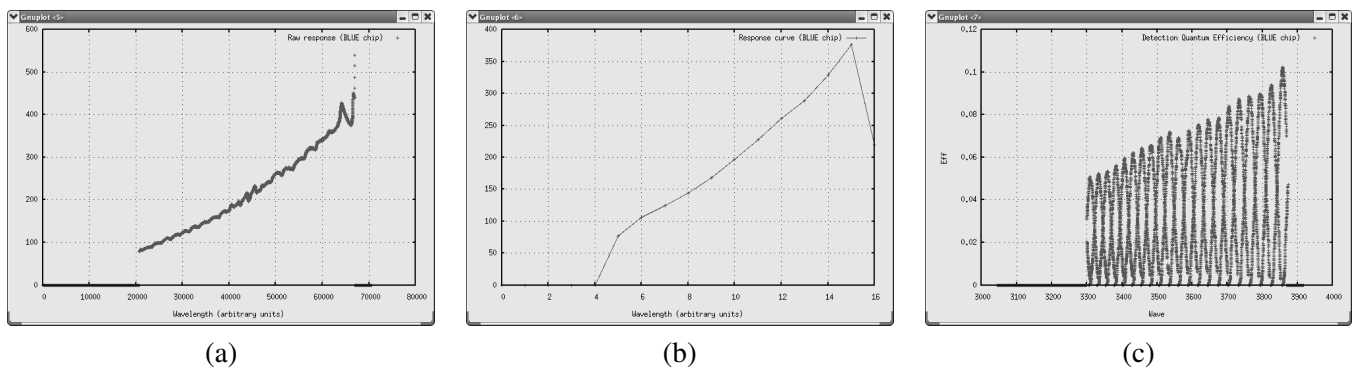 Gnuplot <5>
Raw response (BLUE chip)
600
500
400
300
200
100
0
0 10000 20000 30000 40000 50000 60000 70000 80000
Wavelength (arbitrary units)
(a)
Gnuplot <6>
Response curve (BLUE chip)
400
350
300
250
200
150
100
50
0
0 2 4 6 8 10 12 14 16
Wavelength (arbitrary units)
(b)
Gnuplot <7>
Detection Quantum Efficiency (BLUE chip)
0,12
0,1
0,08
0,06
0,04
0,02
0
Eff
3000 3100 3200 3300 3400 3500 3600 3700 3800 3900 4000
Wave
(c)